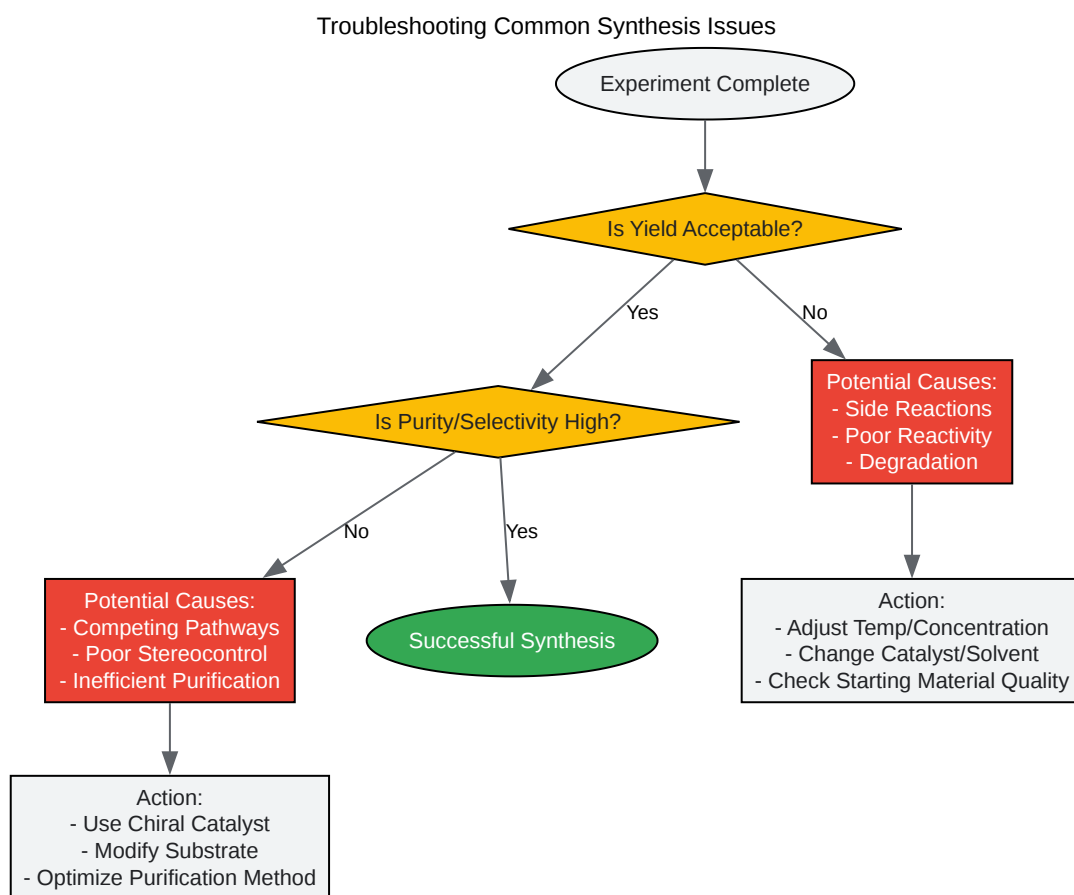 Troubleshooting Common Synthesis Issues
Experiment Complete
Is Yield Acceptable?
Yes
No
Potential Causes:
- Side Reactions
- Poor Reactivity
- Degradation
Is Purity/Selectivity High?
No
Yes
Potential Causes:
- Competing Pathways
- Poor Stereocontrol
- Inefficient Purification
Successful Synthesis
Action:
- Adjust Temp/Concentration
- Change Catalyst/Solvent
- Check Starting Material Quality
Action:
- Use Chiral Catalyst
- Modify Substrate
- Optimize Purification Method